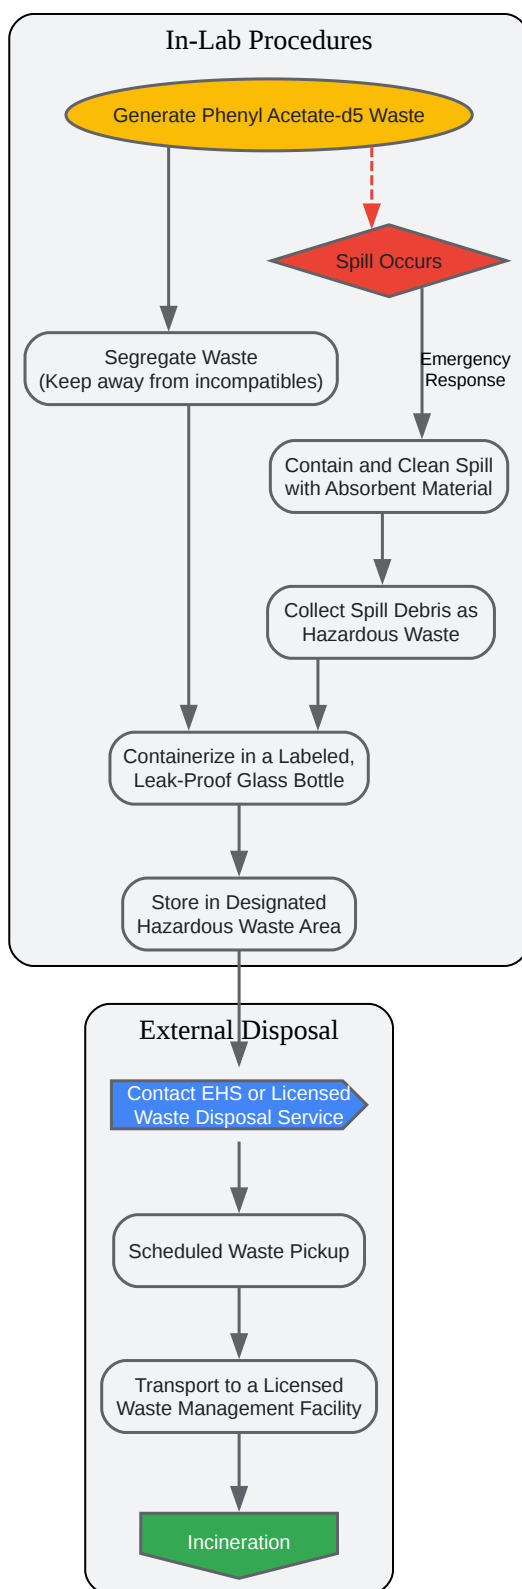 In-Lab Procedures
Generate Phenyl Acetate-d5 Waste
Spill Occurs
Segregate Waste
(Keep away from incompatibles)
Emergency
Response
Contain and Clean Spill
with Absorbent Material
Collect Spill Debris as
Hazardous Waste
Containerize in a Labeled,
Leak-Proof Glass Bottle
Store in Designated
Hazardous Waste Area
External Disposal
Contact EHS or Licensed
Waste Disposal Service
Scheduled Waste Pickup
Transport to a Licensed
Waste Management Facility
Incineration